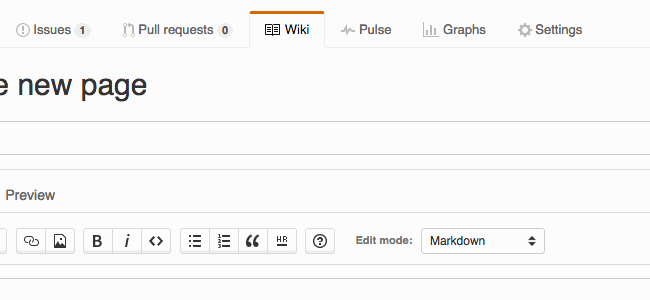 Issues 1 Pull requests 0 Wiki Pulse Graphs Settings
e new page
Preview
B i <> HR ? Edit mode: Markdown